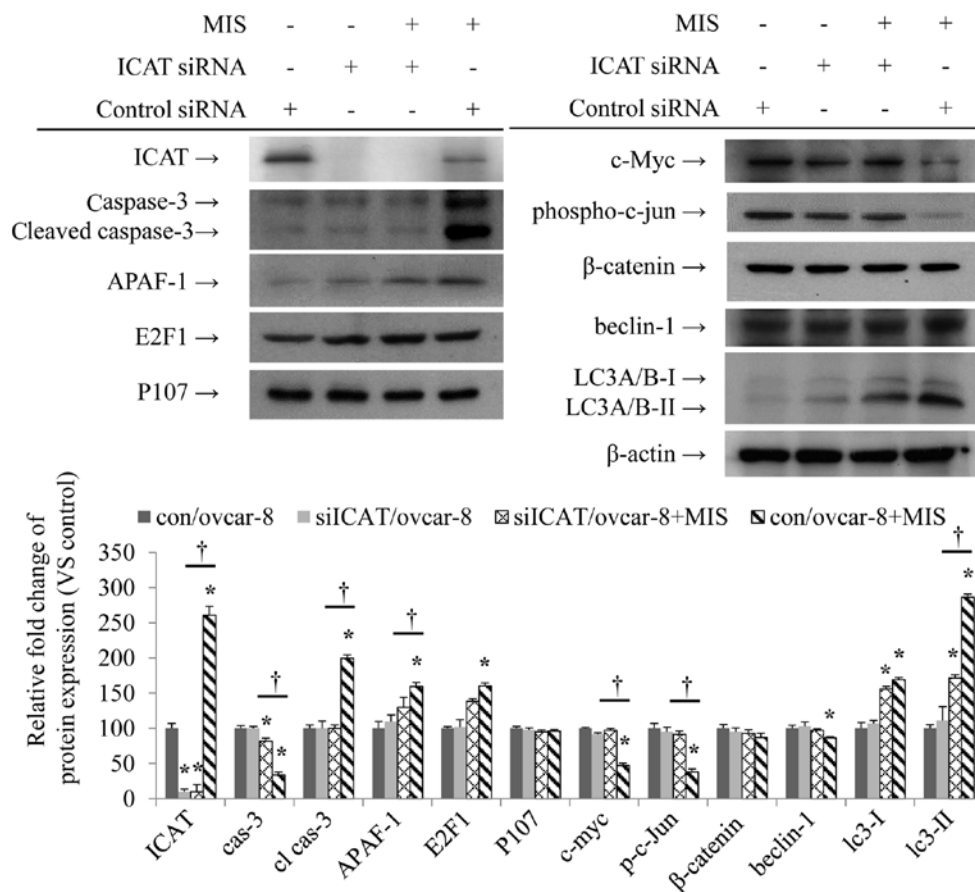 MIS - - + +
ICAT siRNA - + + -
Control siRNA + - - +
ICAT →
Caspase-3 →
Cleaved caspase-3→
APAF-1 →
E2F1 →
P107 →
MIS - - + +
ICAT siRNA - + + -
Control siRNA + - - +
c-Myc →
phospho-c-jun →
β-catenin →
beclin-1 →
LC3A/B-I →
LC3A/B-II →
β-actin →
Relative fold change of
protein expression (VS control)
con/ovcar-8 siICAT/ovcar-8 siICAT/ovcar-8+MIS con/ovcar-8+MIS
350
300
250
200
150
100
50
0
† * * *
† * * *
† *
† *
*
† *
† *
*
* *
† * *
ICAT cas-3 cl cas-3 APAF-1 E2F1 P107 c-myc p-c-Jun β-catenin beclin-1 lc3-I lc3-II